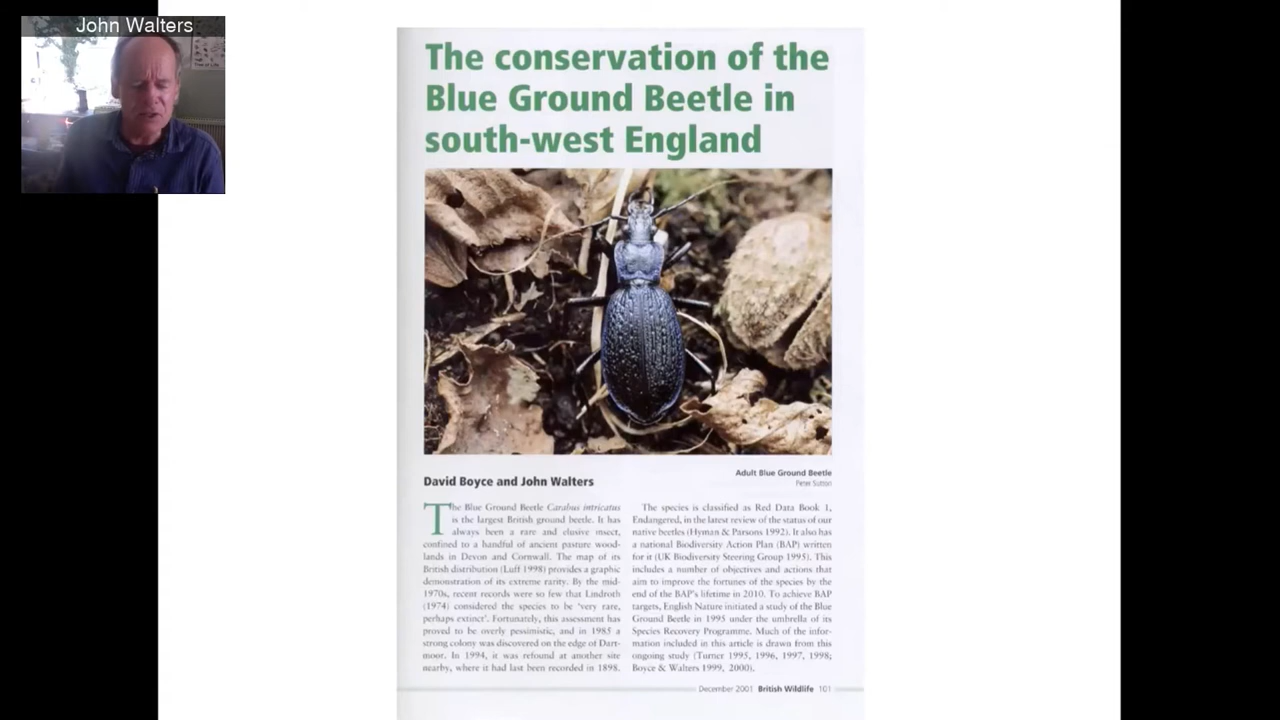 John Walters
The conservation of the
Blue Ground Beetle in
south-west England
Adult Blue Ground Beetle
Peter Sutton
David Boyce and John Walters
The Blue Ground Beetle Carabus intricatus
is the largest British ground beetle. It has
always been a rare and elusive insect,
confined to a handful of ancient pasture wood-
lands in Devon and Cornwall. The map of its
British distribution (Luff 1998) provides a graphic
demonstration of its extreme rarity. By the mid-
1970s, recent records were so few that Lindroth
(1974) considered the species to be 'very rare,
perhaps extinct'. Fortunately, this assessment has
proved to be overly pessimistic, and in 1985 a
strong colony was discovered on the edge of Dart-
moor. In 1994, it was refound at another site
nearby, where it had last been recorded in 1898.
The species is classified as Red Data Book 1,
Endangered, in the latest review of the status of our
native beetles (Hyman & Parsons 1992). It also has
a national Biodiversity Action Plan (BAP) written
for it (UK Biodiversity Steering Group 1995). This
includes a number of objectives and actions that
aim to improve the fortunes of the species by the
end of the BAP's lifetime in 2010. To achieve BAP
targets, English Nature initiated a study of the Blue
Ground Beetle in 1995 under the umbrella of its
Species Recovery Programme. Much of the infor-
mation included in this article is drawn from this
ongoing study (Turner 1995, 1996, 1997, 1998;
Boyce & Walters 1999, 2000).
December 2001 British Wildlife 101